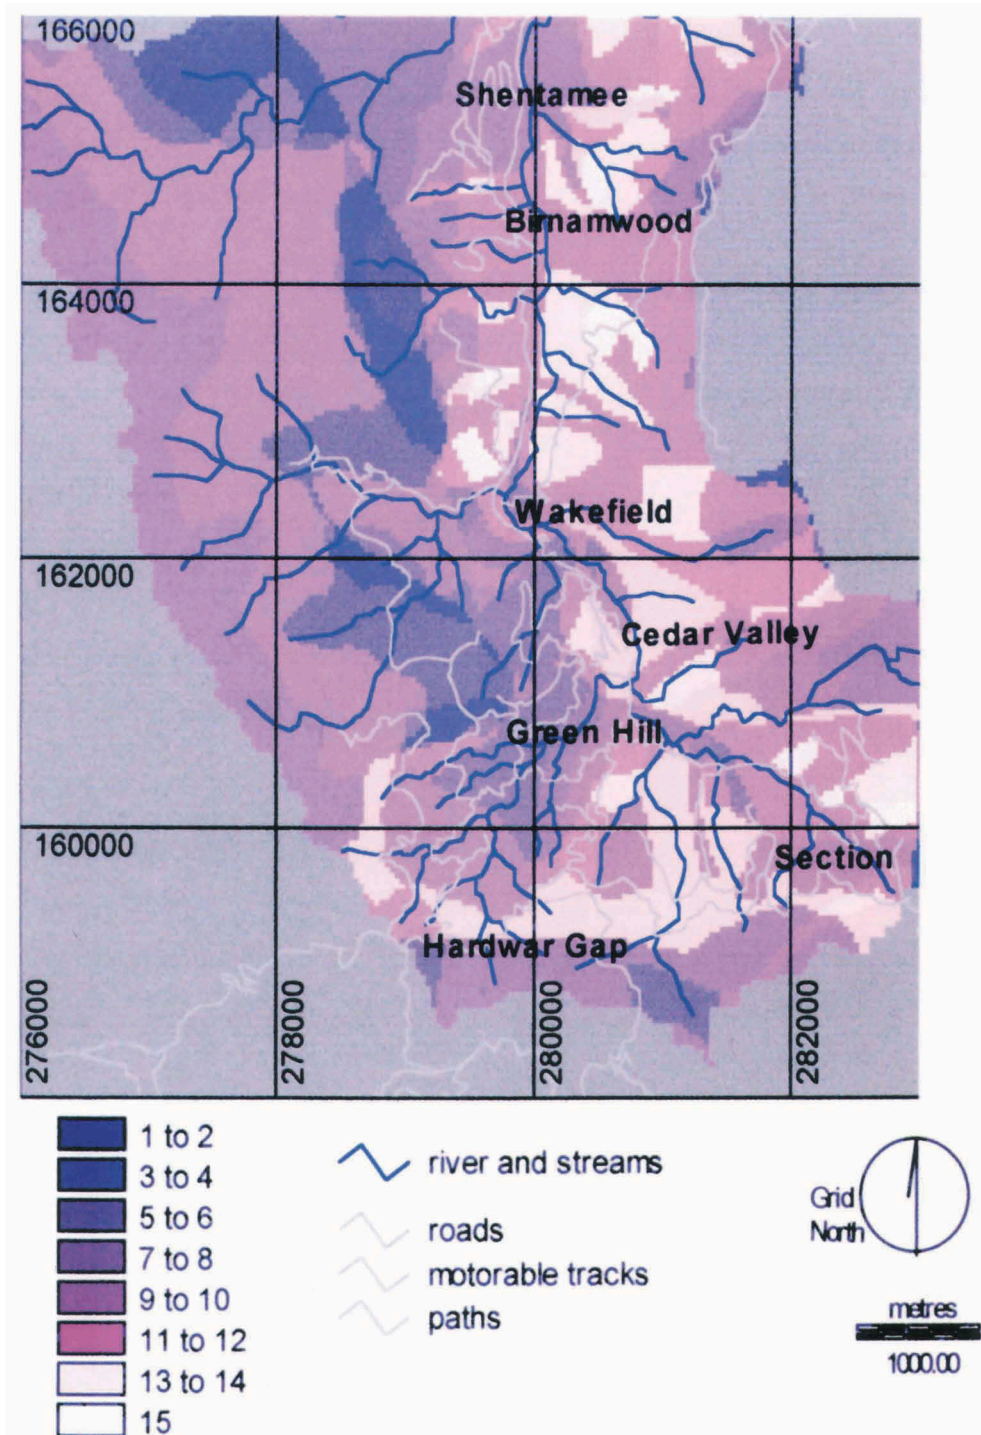 166000
Shentamee
Birnamwood
164000
Wakefield
162000
Cedar Valley
Green Hill
160000
Section
Hardwar Gap
276000
278000
280000
282000
1 to 2
3 to 4
5 to 6
7 to 8
9 to 10
11 to 12
13 to 14
15
river and streams
roads
motorable tracks
paths
Grid
North
metres
1000.00